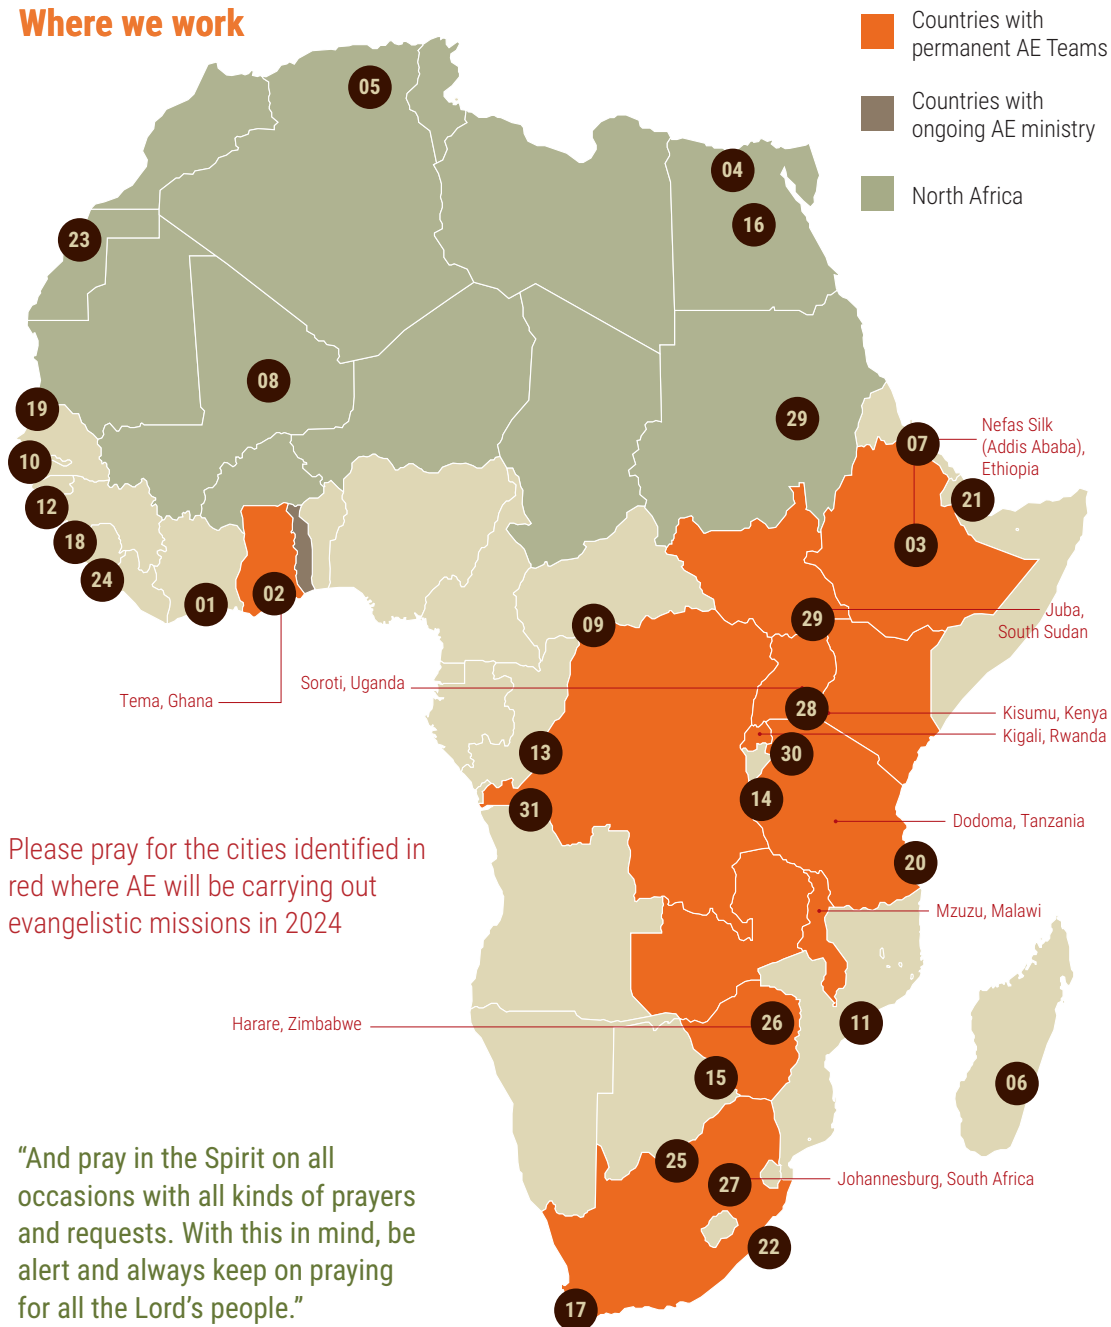 Where we work
Countries with
permanent AE Teams
Countries with
ongoing AE ministry
North Africa
05
04
16
23
08
19
29
07
Nefas Silk
(Addis Ababa),
Ethiopia
10
21
12
18
03
24
02
01
09
29
Juba,
South Sudan
Soroti, Uganda
Tema, Ghana
28
Kisumu, Kenya
Kigali, Rwanda
13
30
14
31
Dodoma, Tanzania
20
Please pray for the cities identified in
red where AE will be carrying out
evangelistic missions in 2024
Mzuzu, Malawi
Harare, Zimbabwe
26
11
15
06
25
27
Johannesburg, South Africa
22
17
“And pray in the Spirit on all
occasions with all kinds of prayers
and requests. With this in mind, be
alert and always keep on praying
for all the Lord’s people.”